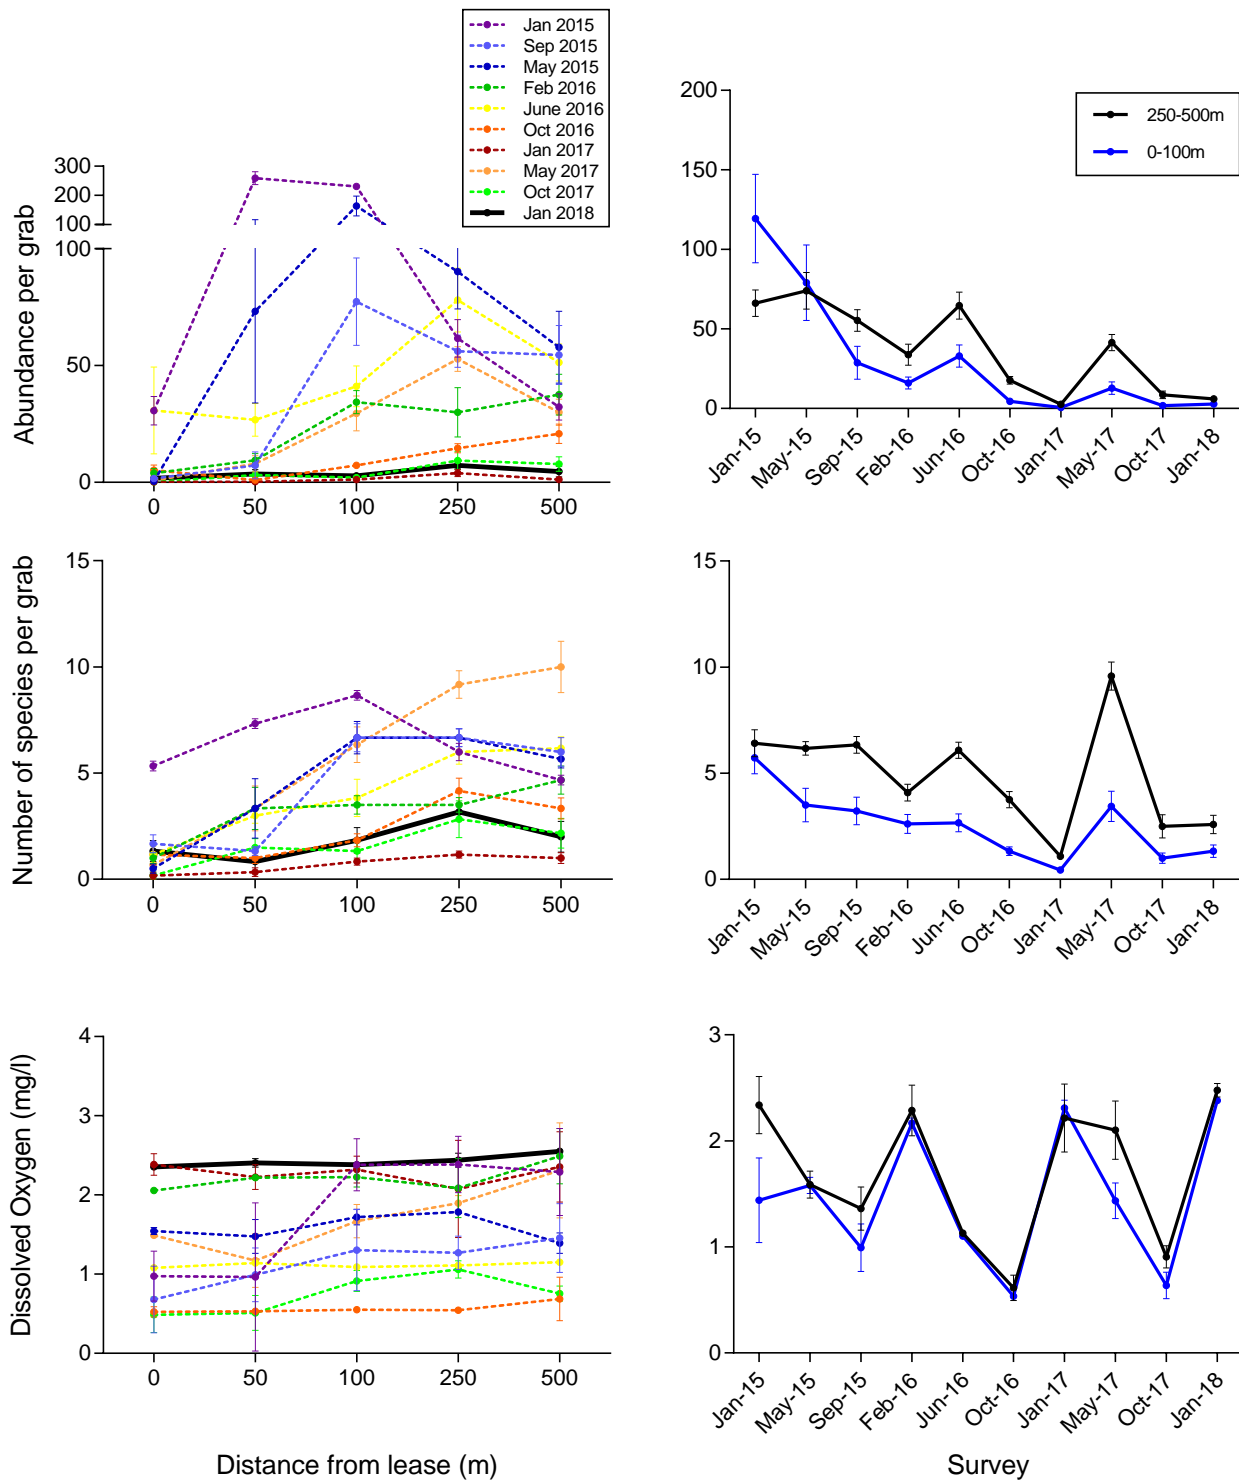 Jan 2015
Sep 2015
May 2015
Feb 2016
June 2016
Oct 2016
Jan 2017
May 2017
Oct 2017
Jan 2018
Abundance per grab
300
200
100
100
50
0
0 50 100 250 500
200
150
100
50
0
250-500m
0-100m
Jan-15 May-15 Sep-15 Feb-16 Jun-16 Oct-16 Jan-17 May-17 Oct-17 Jan-18
Number of species per grab
15
10
5
0
0 50 100 250 500
15
10
5
0
Jan-15 May-15 Sep-15 Feb-16 Jun-16 Oct-16 Jan-17 May-17 Oct-17 Jan-18
Dissolved Oxygen (mg/l)
4
3
2
1
0
0 50 100 250 500
3
2
1
0
Jan-15 May-15 Sep-15 Feb-16 Jun-16 Oct-16 Jan-17 May-17 Oct-17 Jan-18
Distance from lease (m)
Survey